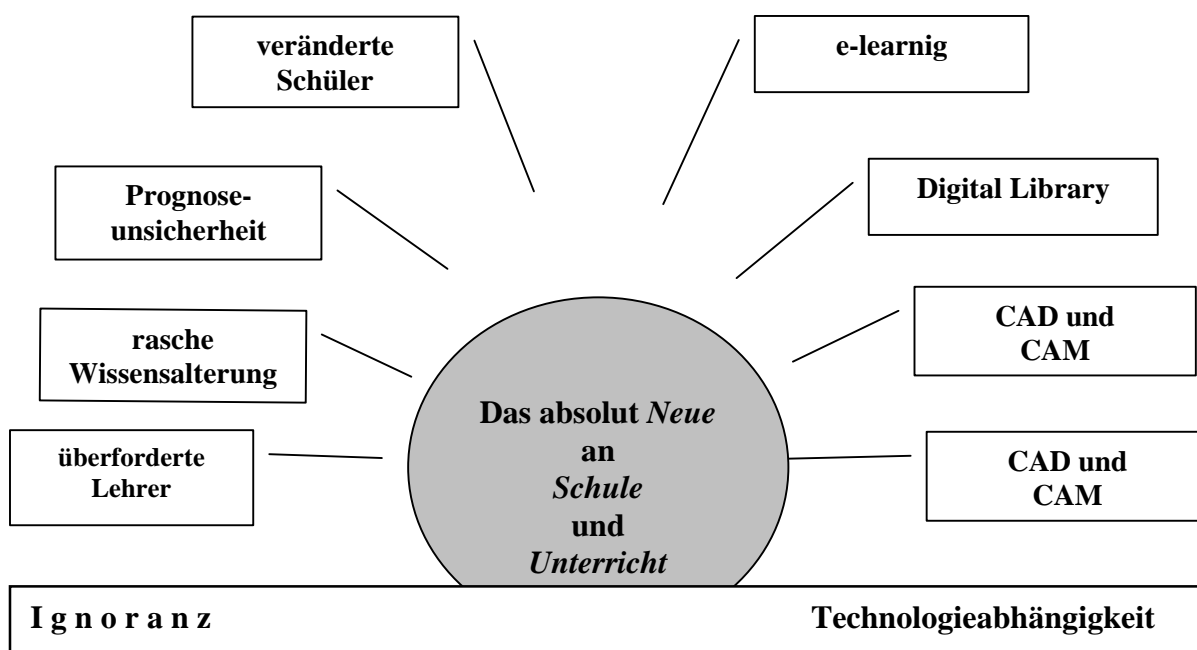 veränderte
Schüler
e-learnig
Prognose-
unsicherheit
Digital Library
rasche
Wissensalterung
CAD und
CAM
überforderte
Lehrer
CAD und
CAM
Das absolut Neue
an
Schule
und
Unterricht
I g n o r a n z
Technologieabhängigkeit